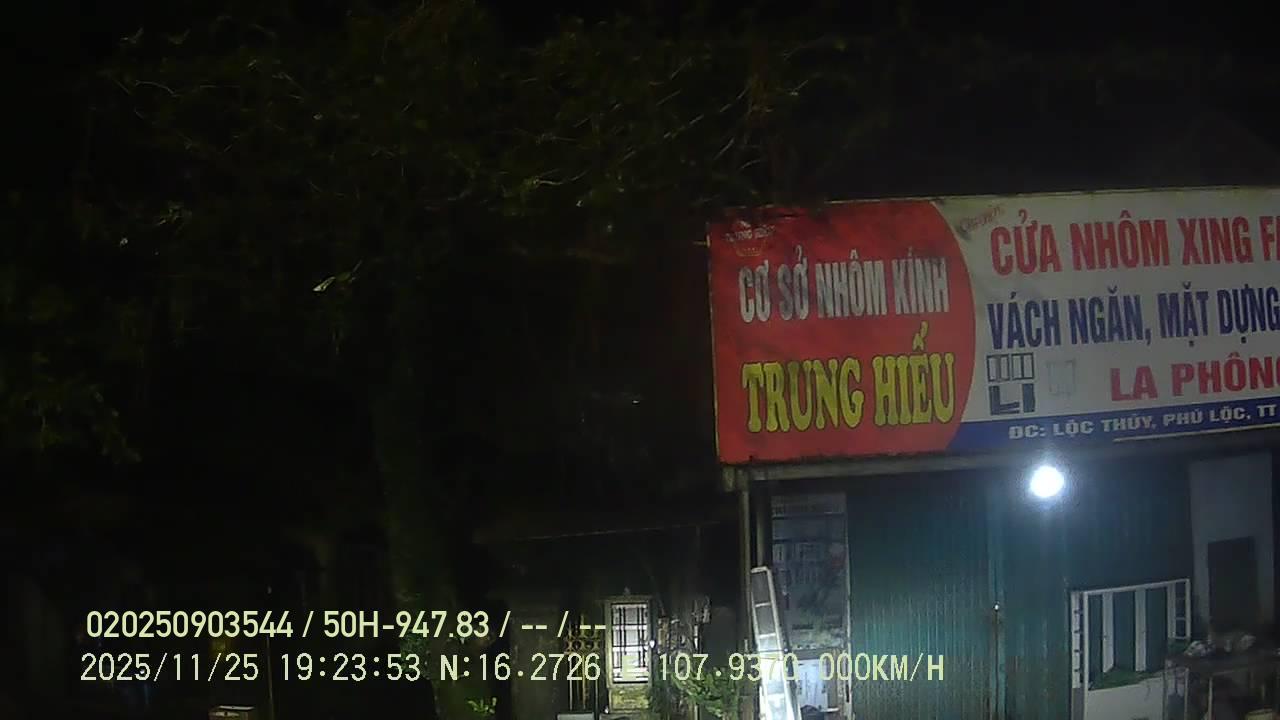 CƠ SỞ NHÔM KÍNH
TRUNG HIẾU
CỬA NHÔM XING F
VÁCH NGĂN, MẶT DỰNG
LA PHÔNG
ĐC: LỘC THỦY, PHÚ LỘC, TT
020250903544 / 50H-947.83 / -- / --
2025/11/25 19:23:53 N:16.2726 E 107.9370 000KM/H